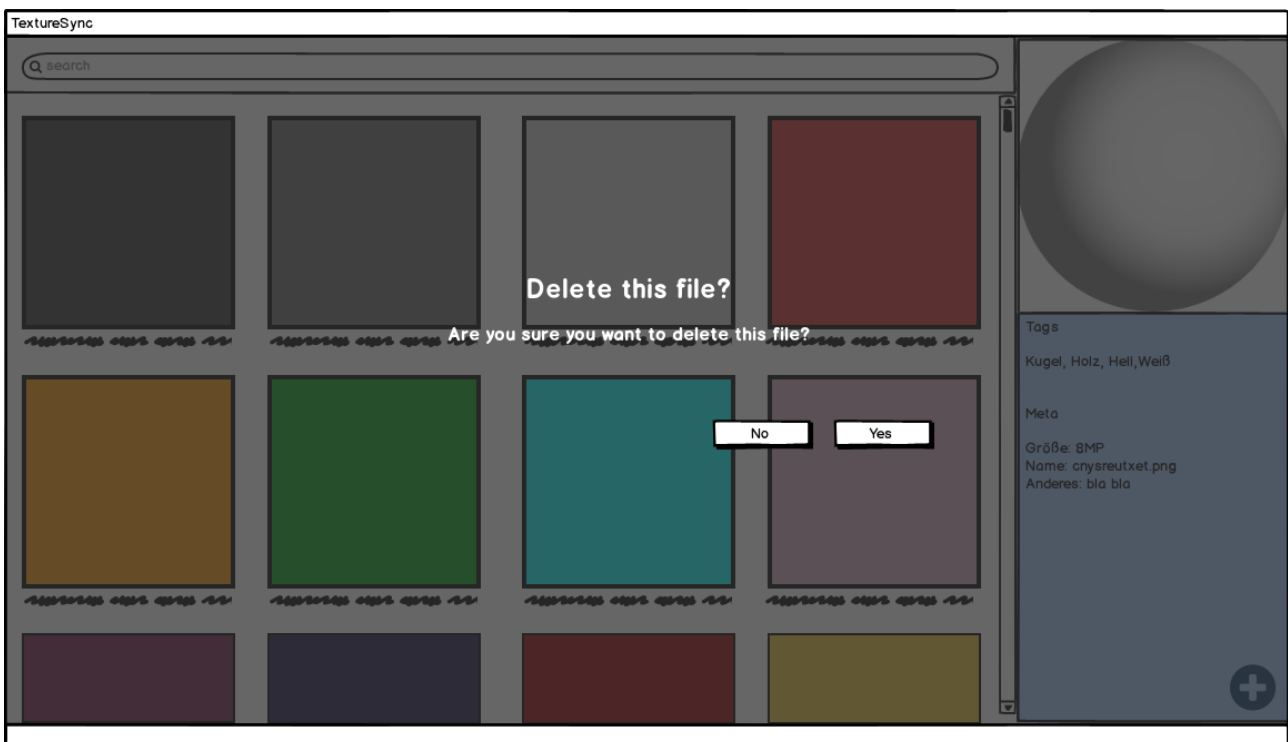 TextureSync
search
Delete this file?
Are you sure you want to delete this file?
No
Yes
Tags
Kugel, Holz, Hell,Weiß
Meta
Größe: 8MP
Name: cnysreutxet.png
Anderes: bla bla